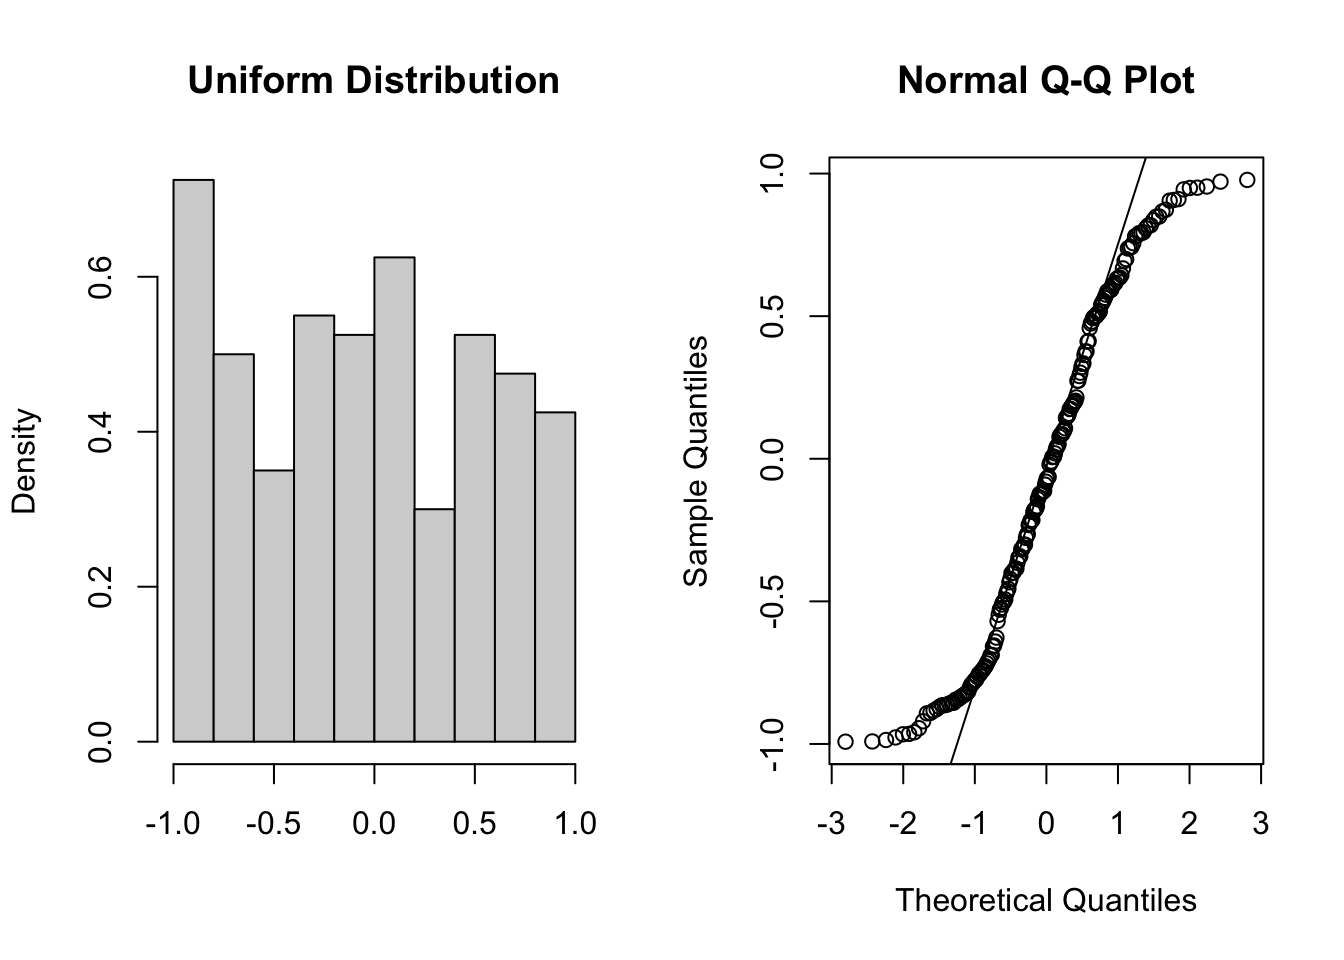 Uniform Distribution
Density
0.0
0.2
0.4
0.6
-1.0 -0.5 0.0 0.5 1.0
Normal Q-Q Plot
Sample Quantiles
-1.0
-0.5
0.0
0.5
1.0
-3 -2 -1 0 1 2 3
Theoretical Quantiles